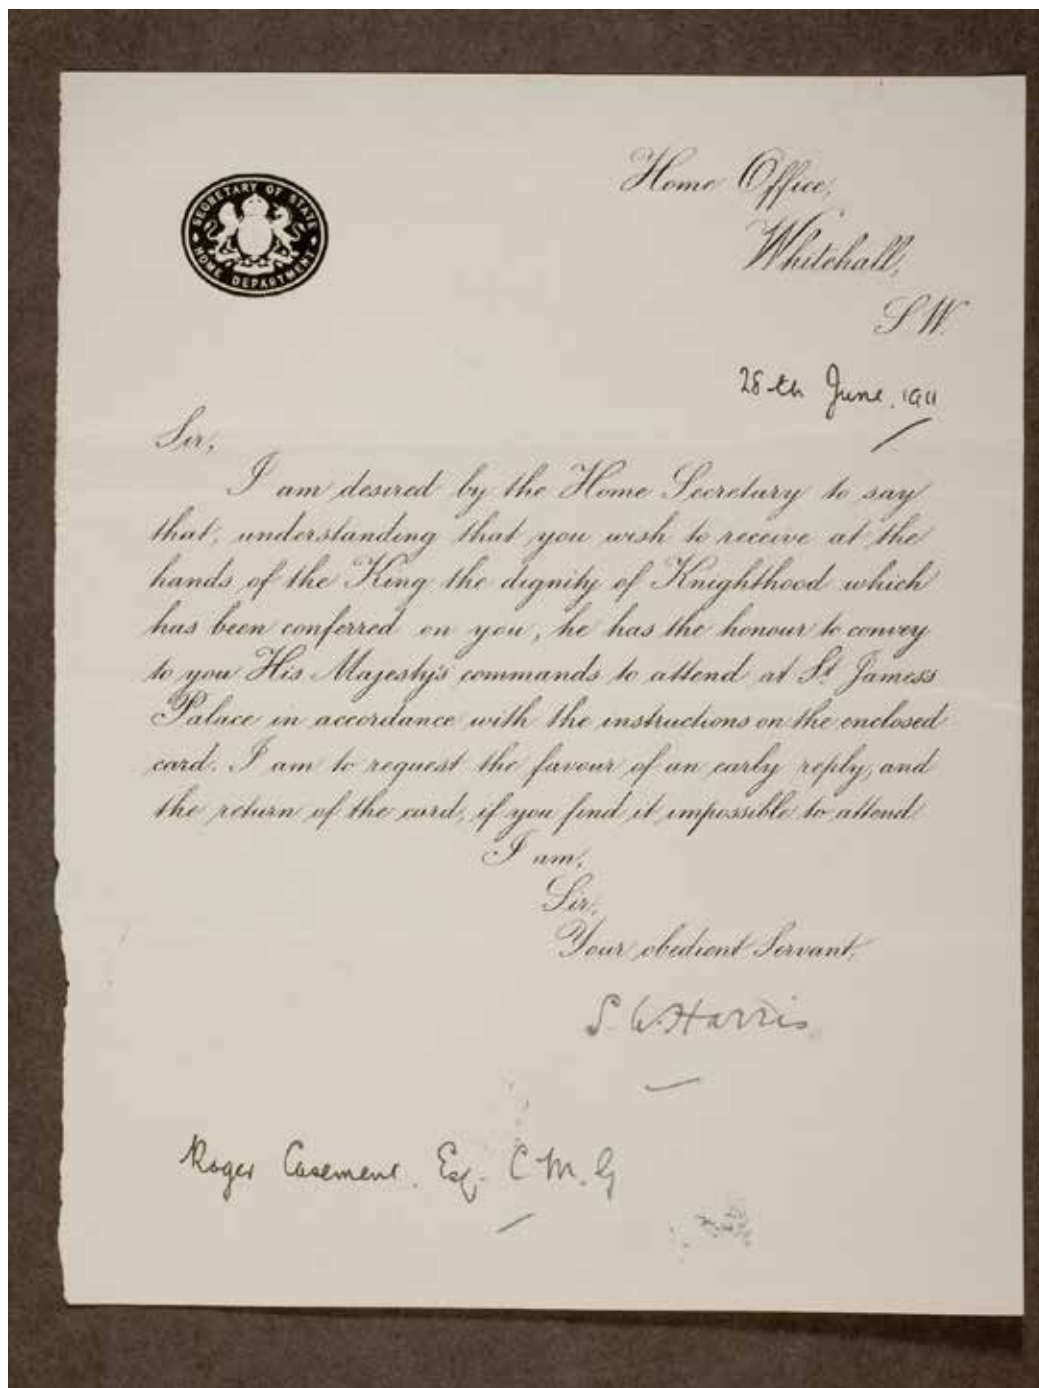 SECRETARY OF STATE
HOME DEPARTMENT
Home Office,
Whitehall,
S.W.
28th June, 1911
Sir,
I am desired by the Home Secretary to say
that, understanding that you wish to receive at the
hands of the King the dignity of Knighthood which
has been conferred on you, he has the honour to convey
to you His Majesty's commands to attend at St. James's
Palace in accordance with the instructions on the enclosed
card. I am to request the favour of an early reply, and
the return of the card, if you find it impossible to attend
I am,
Sir,
Your obedient Servant,
S. W. Harris
Roger Casement, Esq. C.M.G